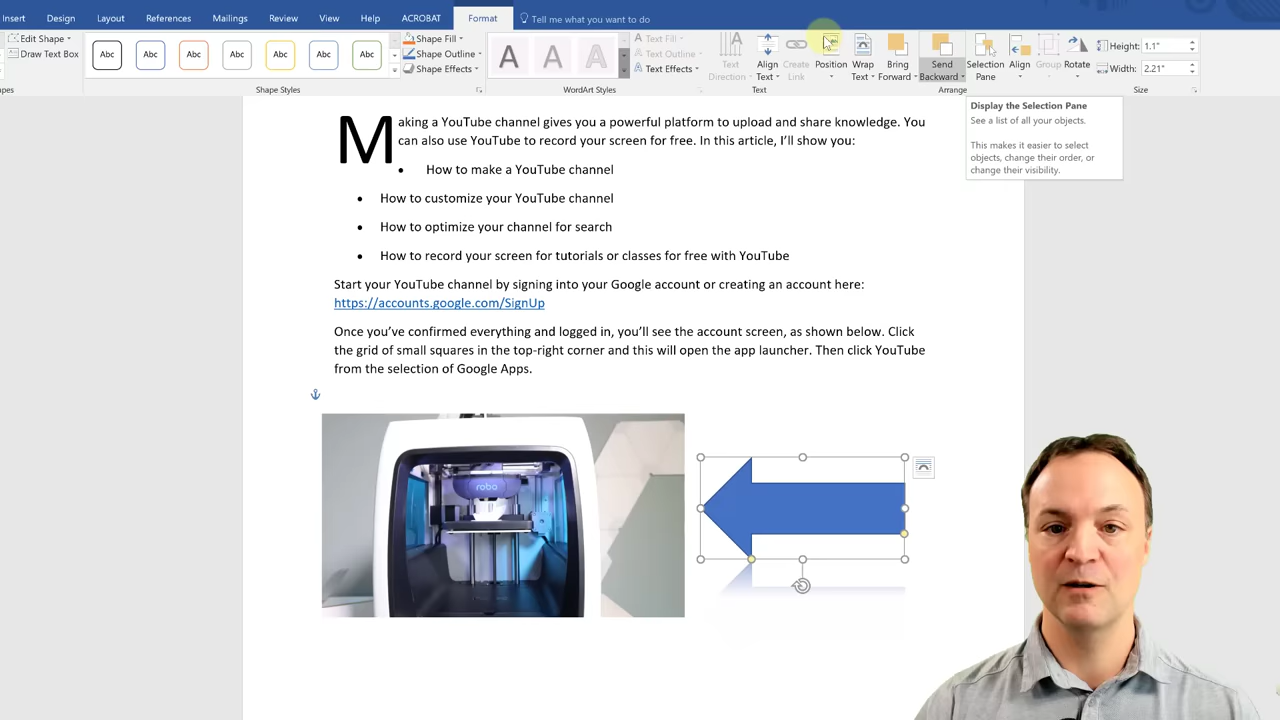 Insert Design Layout References Mailings Review View Help ACROBAT Format Tell me what you want to do
Edit Shape
Draw Text Box
Abc Abc Abc Abc Abc Abc Abc
Shape Fill
Shape Outline
Shape Effects
Shape Styles
A A A
Text Fill
Text Outline
Text Effects
WordArt Styles
Text Direction
Align Text
Create Link
Text
Position
Wrap Text
Bring Forward
Send Backward
Selection Pane
Align
Group
Rotate
Arrange
Height: 1.1"
Width: 2.21"
Size
Display the Selection Pane
See a list of all your objects.
This makes it easier to select
objects, change their order, or
change their visibility.
Making a YouTube channel gives you a powerful platform to upload and share knowledge. You
can also use YouTube to record your screen for free. In this article, I'll show you:
• How to make a YouTube channel
• How to customize your YouTube channel
• How to optimize your channel for search
• How to record your screen for tutorials or classes for free with YouTube
Start your YouTube channel by signing into your Google account or creating an account here:
https://accounts.google.com/SignUp
Once you've confirmed everything and logged in, you'll see the account screen, as shown below. Click
the grid of small squares in the top-right corner and this will open the app launcher. Then click YouTube
from the selection of Google Apps.
robo